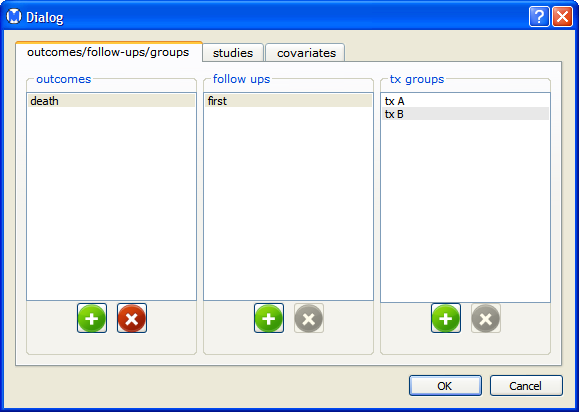 Dialog
outcomes/follow-ups/groups studies covariates
outcomes follow ups tx groups
death first tx A
tx B
OK Cancel